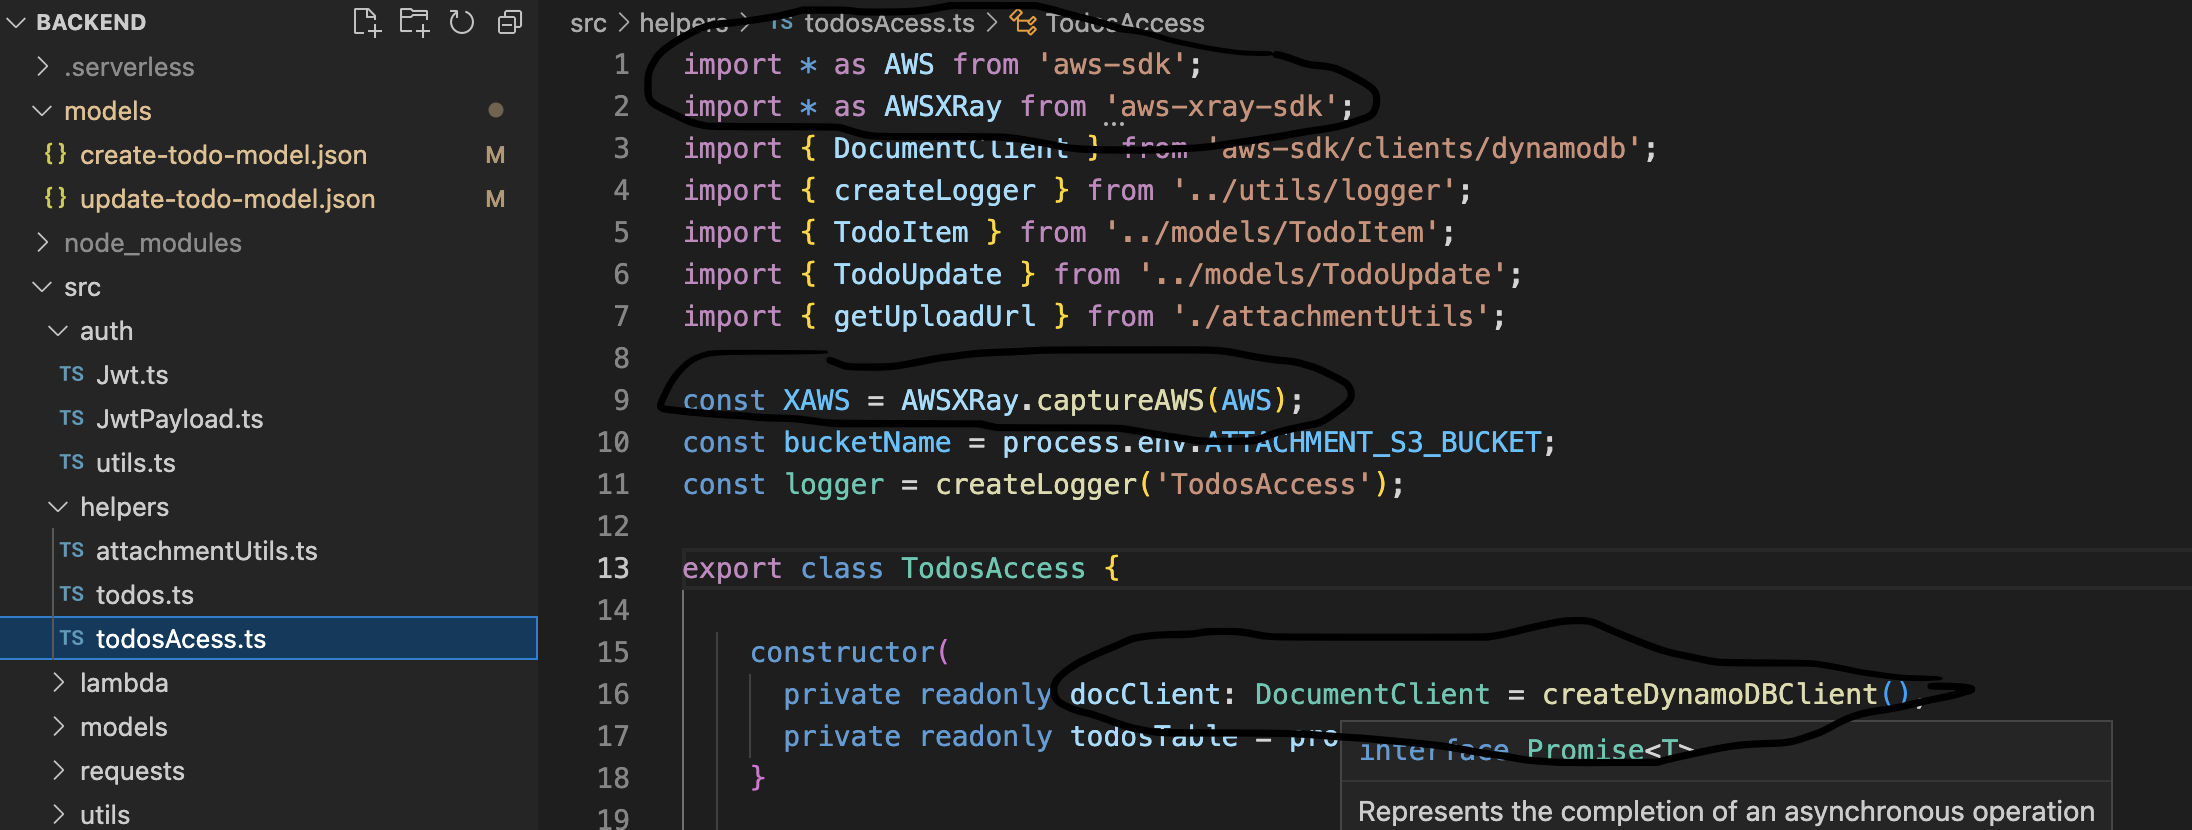 BACKEND
.serverless
models
{} create-todo-model.json M
{} update-todo-model.json M
node_modules
src
auth
TS Jwt.ts
TS JwtPayload.ts
TS utils.ts
helpers
TS attachmentUtils.ts
TS todos.ts
TS todosAcess.ts
lambda
models
requests
utils
src > helpers > TS todosAcess.ts > TodosAccess
1 import * as AWS from 'aws-sdk';
2 import * as AWSXRay from 'aws-xray-sdk';
3 import { DocumentClient } from 'aws-sdk/clients/dynamodb';
4 import { createLogger } from '../utils/logger';
5 import { TodoItem } from '../models/TodoItem';
6 import { TodoUpdate } from '../models/TodoUpdate';
7 import { getUploadUrl } from './attachmentUtils';
8
9 const XAWS = AWSXRay.captureAWS(AWS);
10 const bucketName = process.env.ATTACHMENT_S3_BUCKET;
11 const logger = createLogger('TodosAccess');
12
13 export class TodosAccess {
14
15 constructor(
16 private readonly docClient: DocumentClient = createDynamoDBClient(),
17 private readonly todosTable = pro
18 }
19
interface Promise<T>
Represents the completion of an asynchronous operation